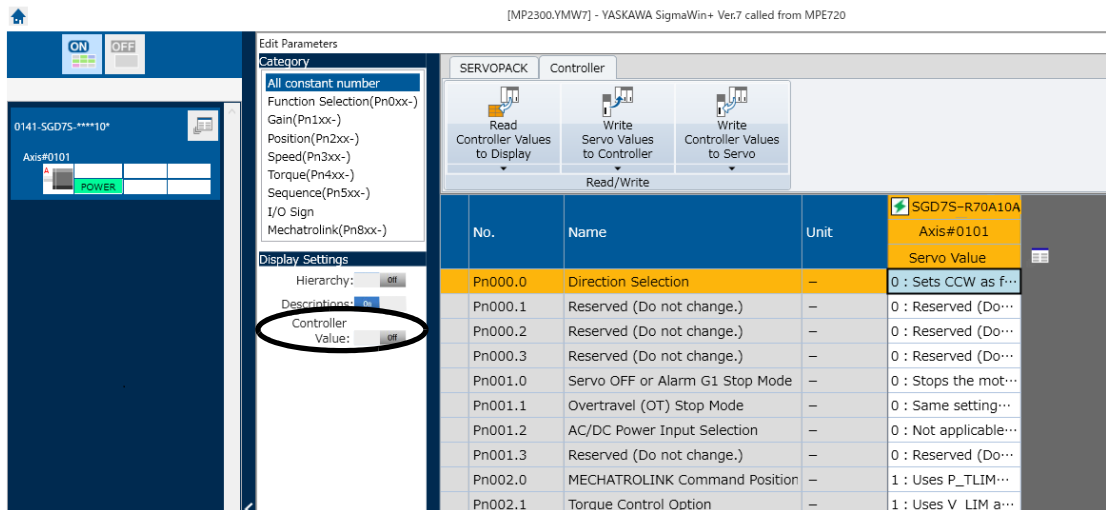 [MP2300.YMW7] - YASKAWA SigmaWin+ Ver.7 called from MPE720
ON
OFF
0141-SGD7S-****10*
Axis#0101
A
POWER
Edit Parameters
Category
All constant number
Function Selection(Pn0xx-)
Gain(Pn1xx-)
Position(Pn2xx-)
Speed(Pn3xx-)
Torque(Pn4xx-)
Sequence(Pn5xx-)
I/O Sign
Mechatrolink(Pn8xx-)
Display Settings
Hierarchy: Off
Descriptions: On
Controller
Value: Off
SERVOPACK Controller
Read
Controller Values
to Display
Write
Servo Values
to Controller
Write
Controller Values
to Servo
Read/Write
SGD7S-R70A10A
No. Name Unit Axis#0101
Servo Value
Pn000.0 Direction Selection – 0 : Sets CCW as f···
Pn000.1 Reserved (Do not change.) – 0 : Reserved (Do···
Pn000.2 Reserved (Do not change.) – 0 : Reserved (Do···
Pn000.3 Reserved (Do not change.) – 0 : Reserved (Do···
Pn001.0 Servo OFF or Alarm G1 Stop Mode – 0 : Stops the mot···
Pn001.1 Overtravel (OT) Stop Mode – 0 : Same setting···
Pn001.2 AC/DC Power Input Selection – 0 : Not applicable···
Pn001.3 Reserved (Do not change.) – 0 : Reserved (Do···
Pn002.0 MECHATROLINK Command Position – 1 : Uses P_TLIM···
Pn002.1 Torque Control Option – 1 : Uses V_LIM a···